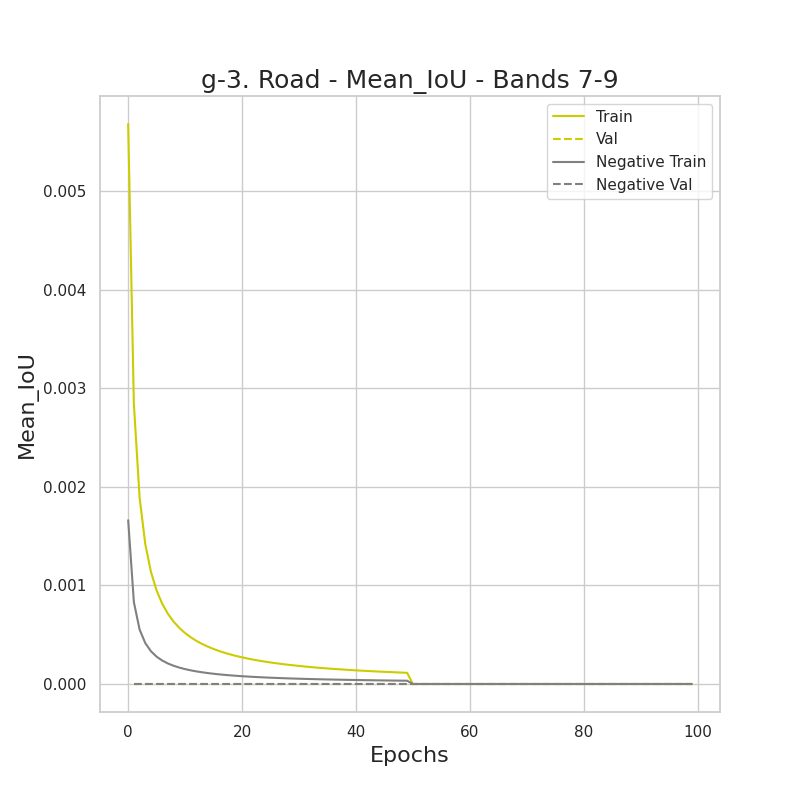 g-3. Road - Mean_IoU - Bands 7-9
Train
Val
Negative Train
Negative Val
0.005
0.004
0.003
0.002
0.001
0.000
Mean_IoU
0 20 40 60 80 100
Epochs